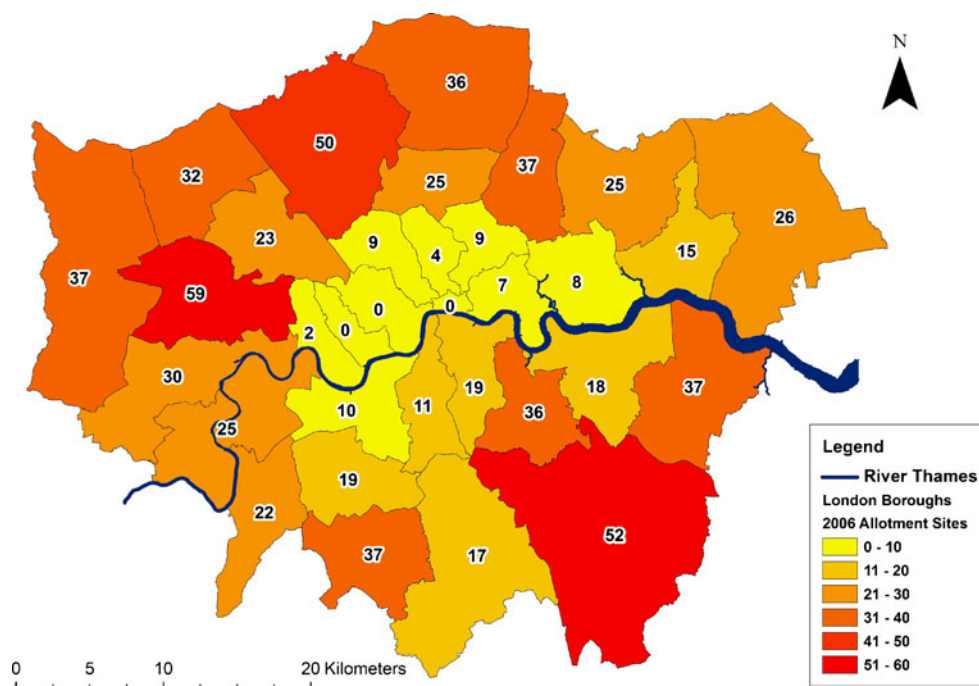 N
36
50
32
37
25
25
26
23
9
9
4
15
37
59
7
8
0
0
2
0
30
19
18
37
11
10
36
25
19
22
52
37
17
Legend
River Thames
London Boroughs
2006 Allotment Sites
0 - 10
11 - 20
21 - 30
31 - 40
41 - 50
51 - 60
0 5 10 20 Kilometers